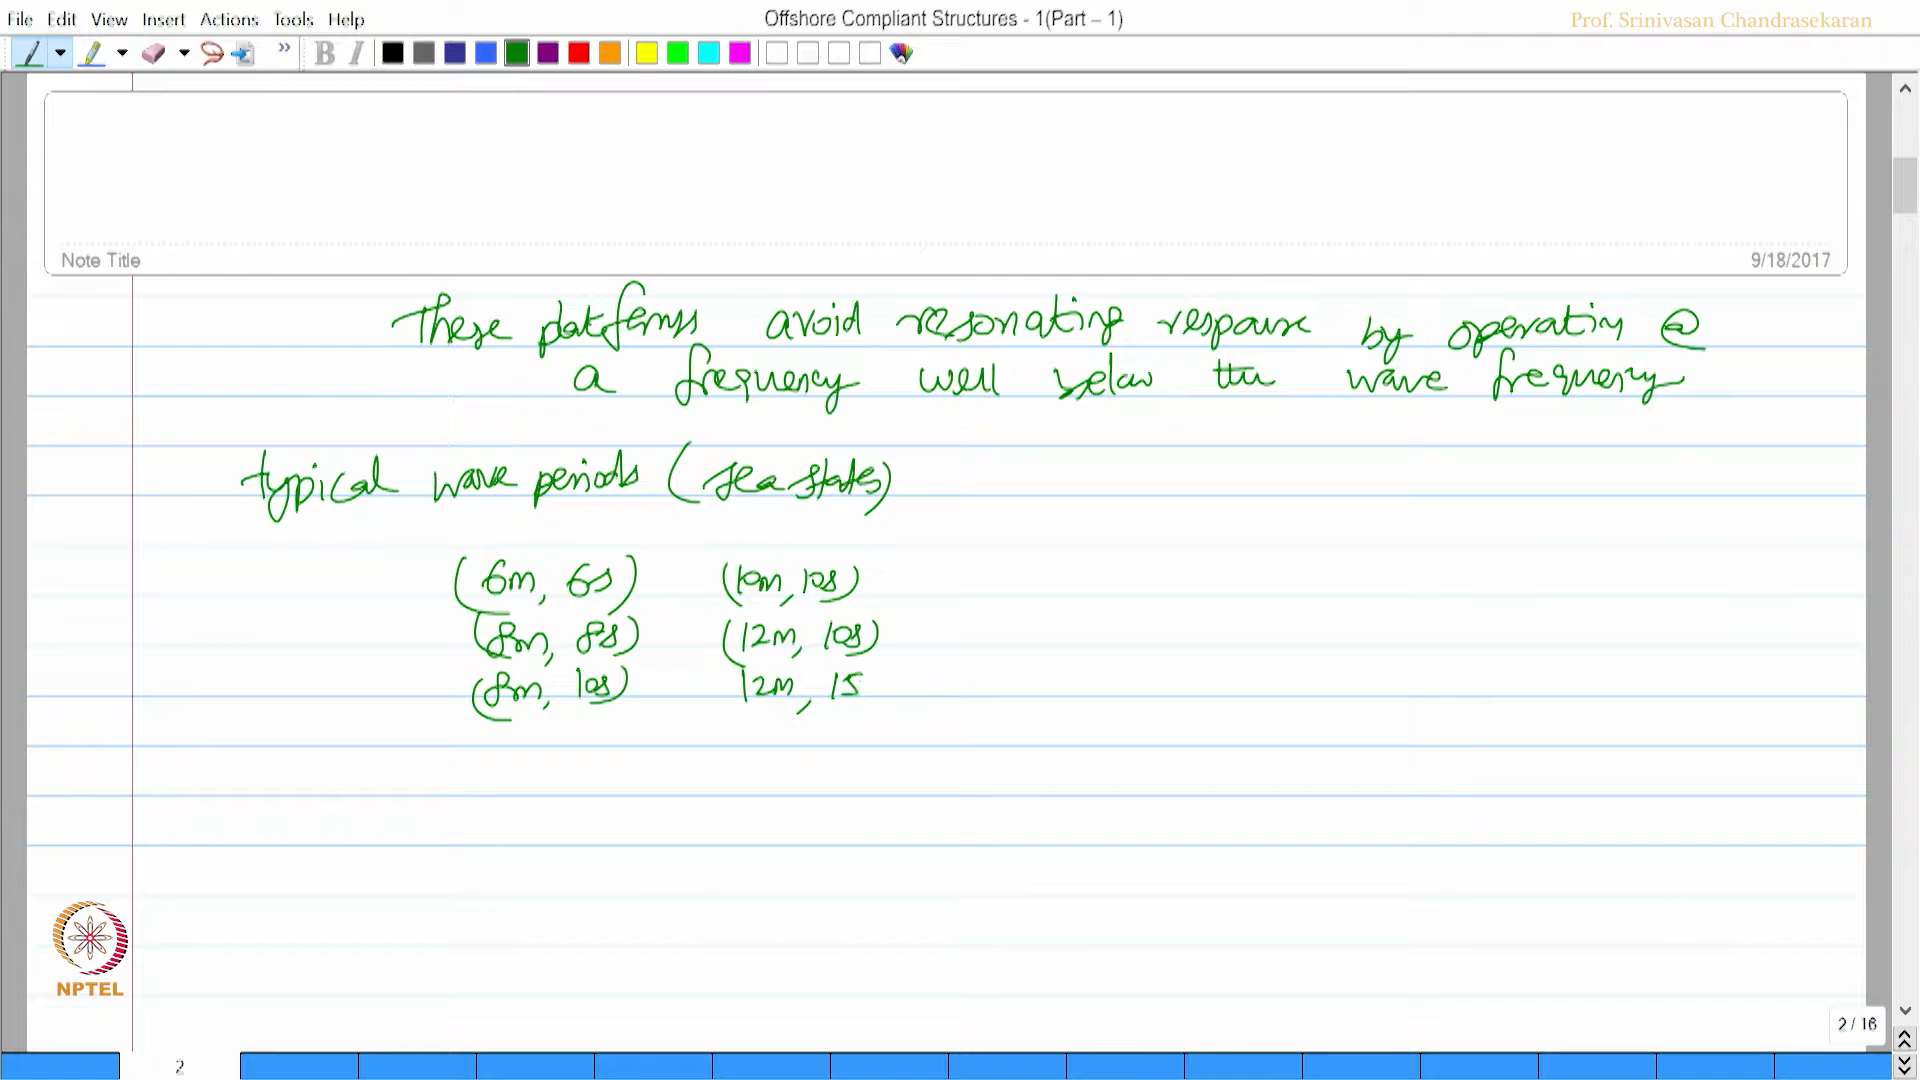 File Edit View Insert Actions Tools Help
Offshore Compliant Structures - 1(Part – 1)
Prof. Srinivasan Chandrasekaran
B I
Note Title
9/18/2017
These platforms avoid resonating response by operating @
a frequency well below the wave frequency
typical wave periods (sea states)
(6m, 6s) (10m, 10s)
(8m, 8s) (12m, 10s)
(8m, 10s) 12m, 15
NPTEL
2 / 16
2